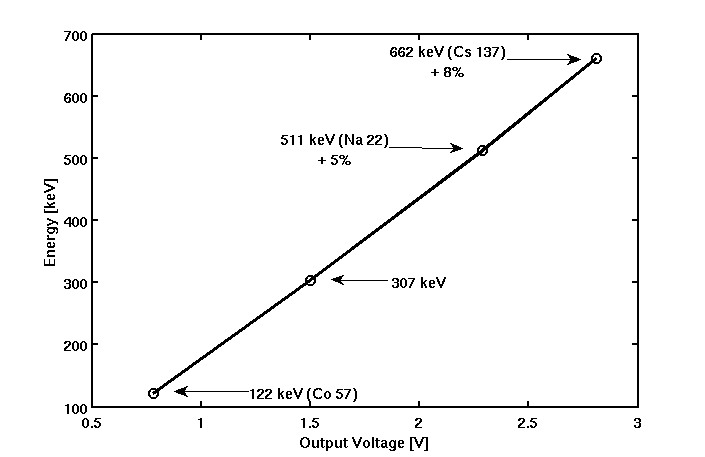 700
600
500
400
300
200
100
0.5
1
1.5
2
2.5
3
Energy [keV]
Output Voltage [V]
662 keV (Cs 137)
+ 8%
511 keV (Na 22)
+ 5%
307 keV
122 keV (Co 57)